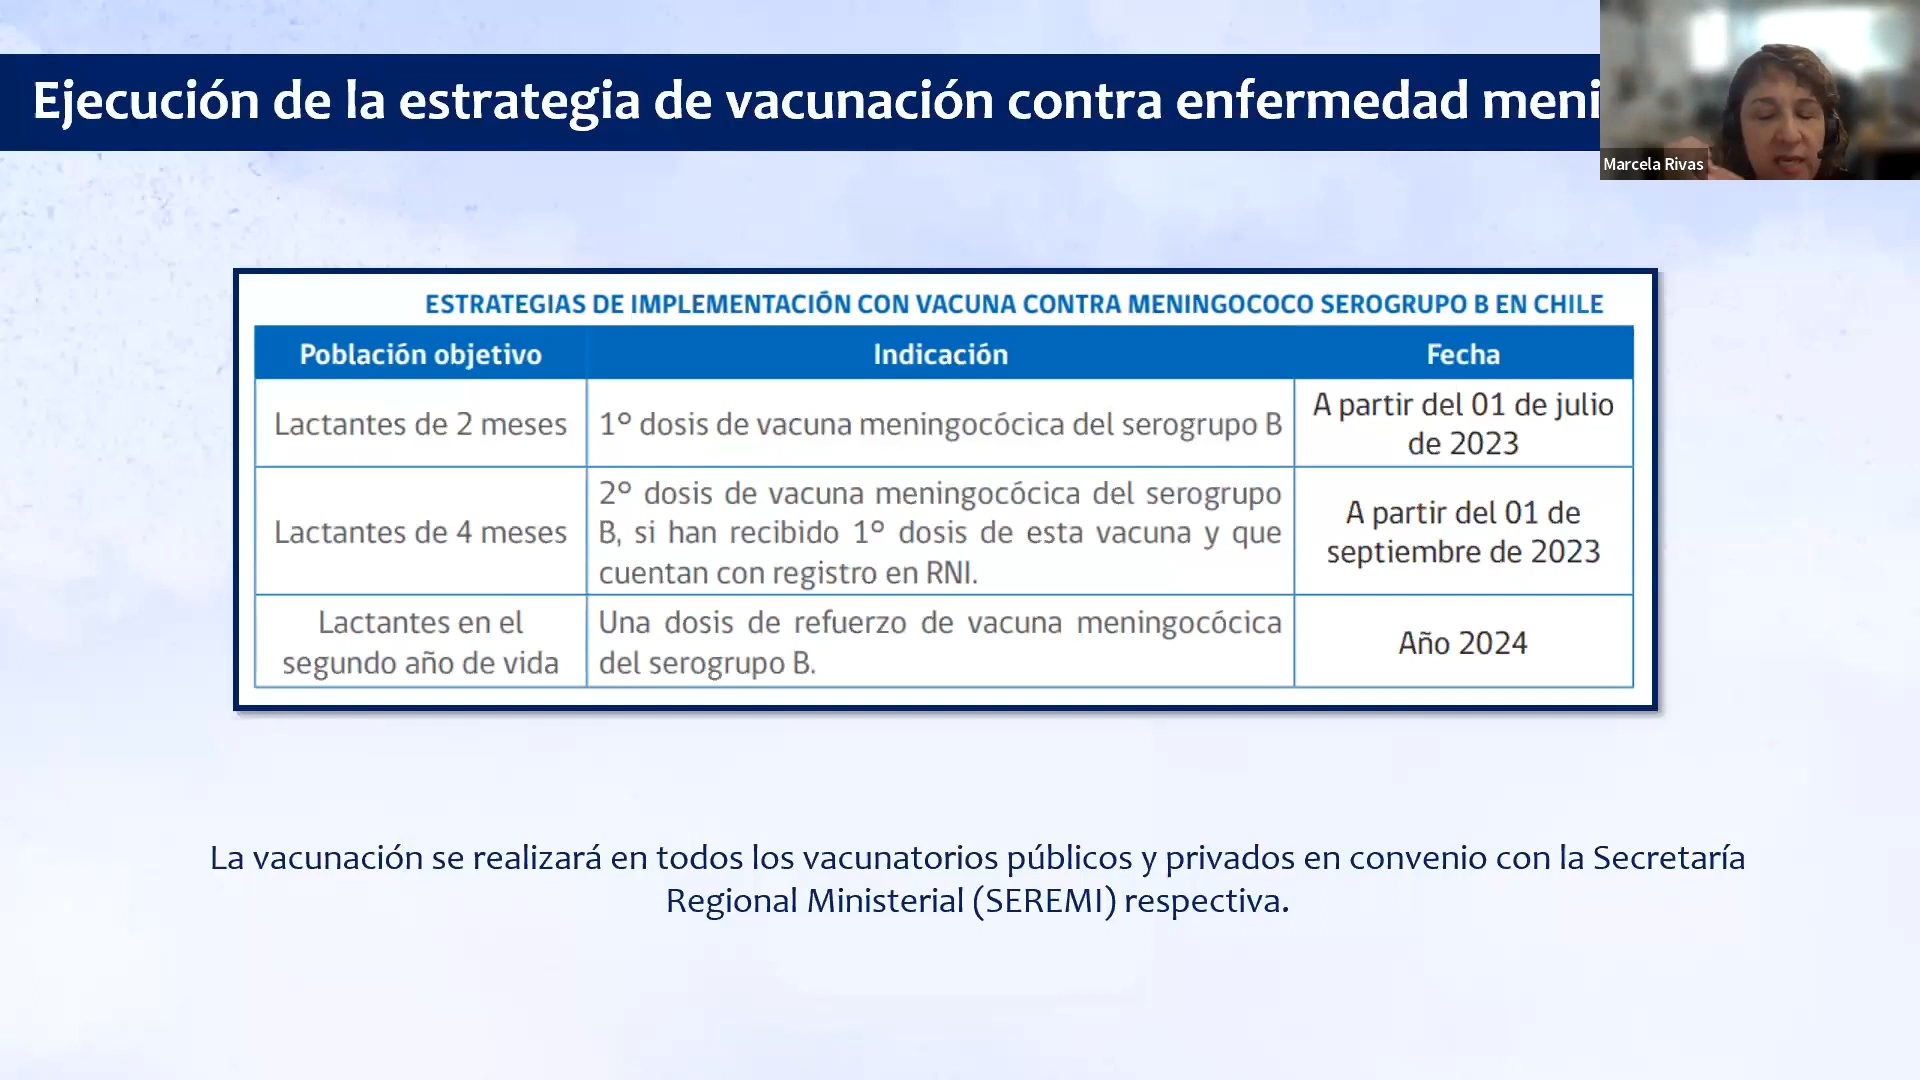 Ejecución de la estrategia de vacunación contra enfermedad meni
Marcela Rivas
ESTRATEGIAS DE IMPLEMENTACIÓN CON VACUNA CONTRA MENINGOCOCO SEROGRUPO B EN CHILE
Población objetivo
Indicación
Fecha
Lactantes de 2 meses
1º dosis de vacuna meningocócica del serogrupo B
A partir del 01 de julio
de 2023
Lactantes de 4 meses
2º dosis de vacuna meningocócica del serogrupo
B, si han recibido 1º dosis de esta vacuna y que
cuentan con registro en RNI.
A partir del 01 de
septiembre de 2023
Lactantes en el
segundo año de vida
Una dosis de refuerzo de vacuna meningocócica
del serogrupo B.
Año 2024
La vacunación se realizará en todos los vacunatorios públicos y privados en convenio con la Secretaría
Regional Ministerial (SEREMI) respectiva.